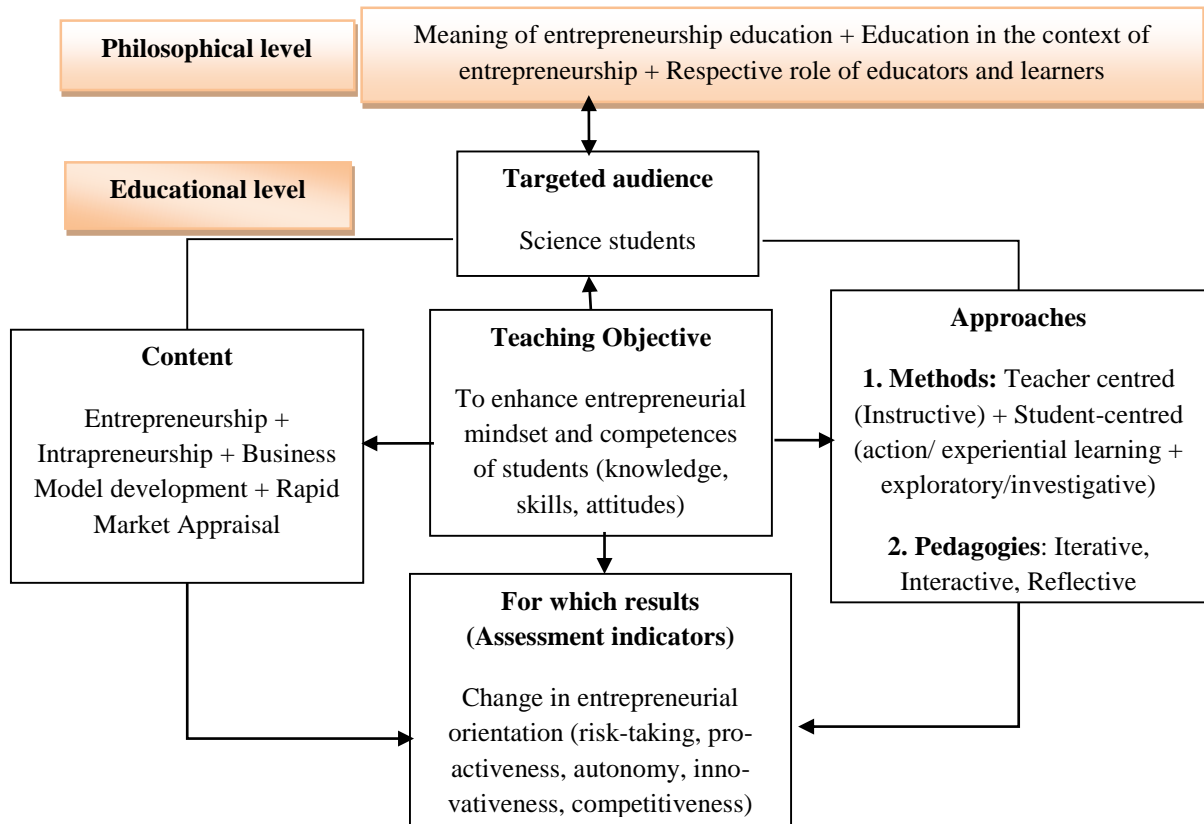 Philosophical level
Meaning of entrepreneurship education + Education in the context of
entrepreneurship + Respective role of educators and learners
Targeted audience
Science students
Educational level
Content
Entrepreneurship +
Intrapreneurship + Business
Model development + Rapid
Market Appraisal
Teaching Objective
To enhance entrepreneurial
mindset and competences
of students (knowledge,
skills, attitudes)
Approaches
1. Methods: Teacher centred
(Instructive) + Student-centred
(action/ experiential learning +
exploratory/investigative)
2. Pedagogies: Iterative,
Interactive, Reflective
For which results
(Assessment indicators)
Change in entrepreneurial
orientation (risk-taking, pro-
activeness, autonomy, inno-
vativeness, competitiveness)